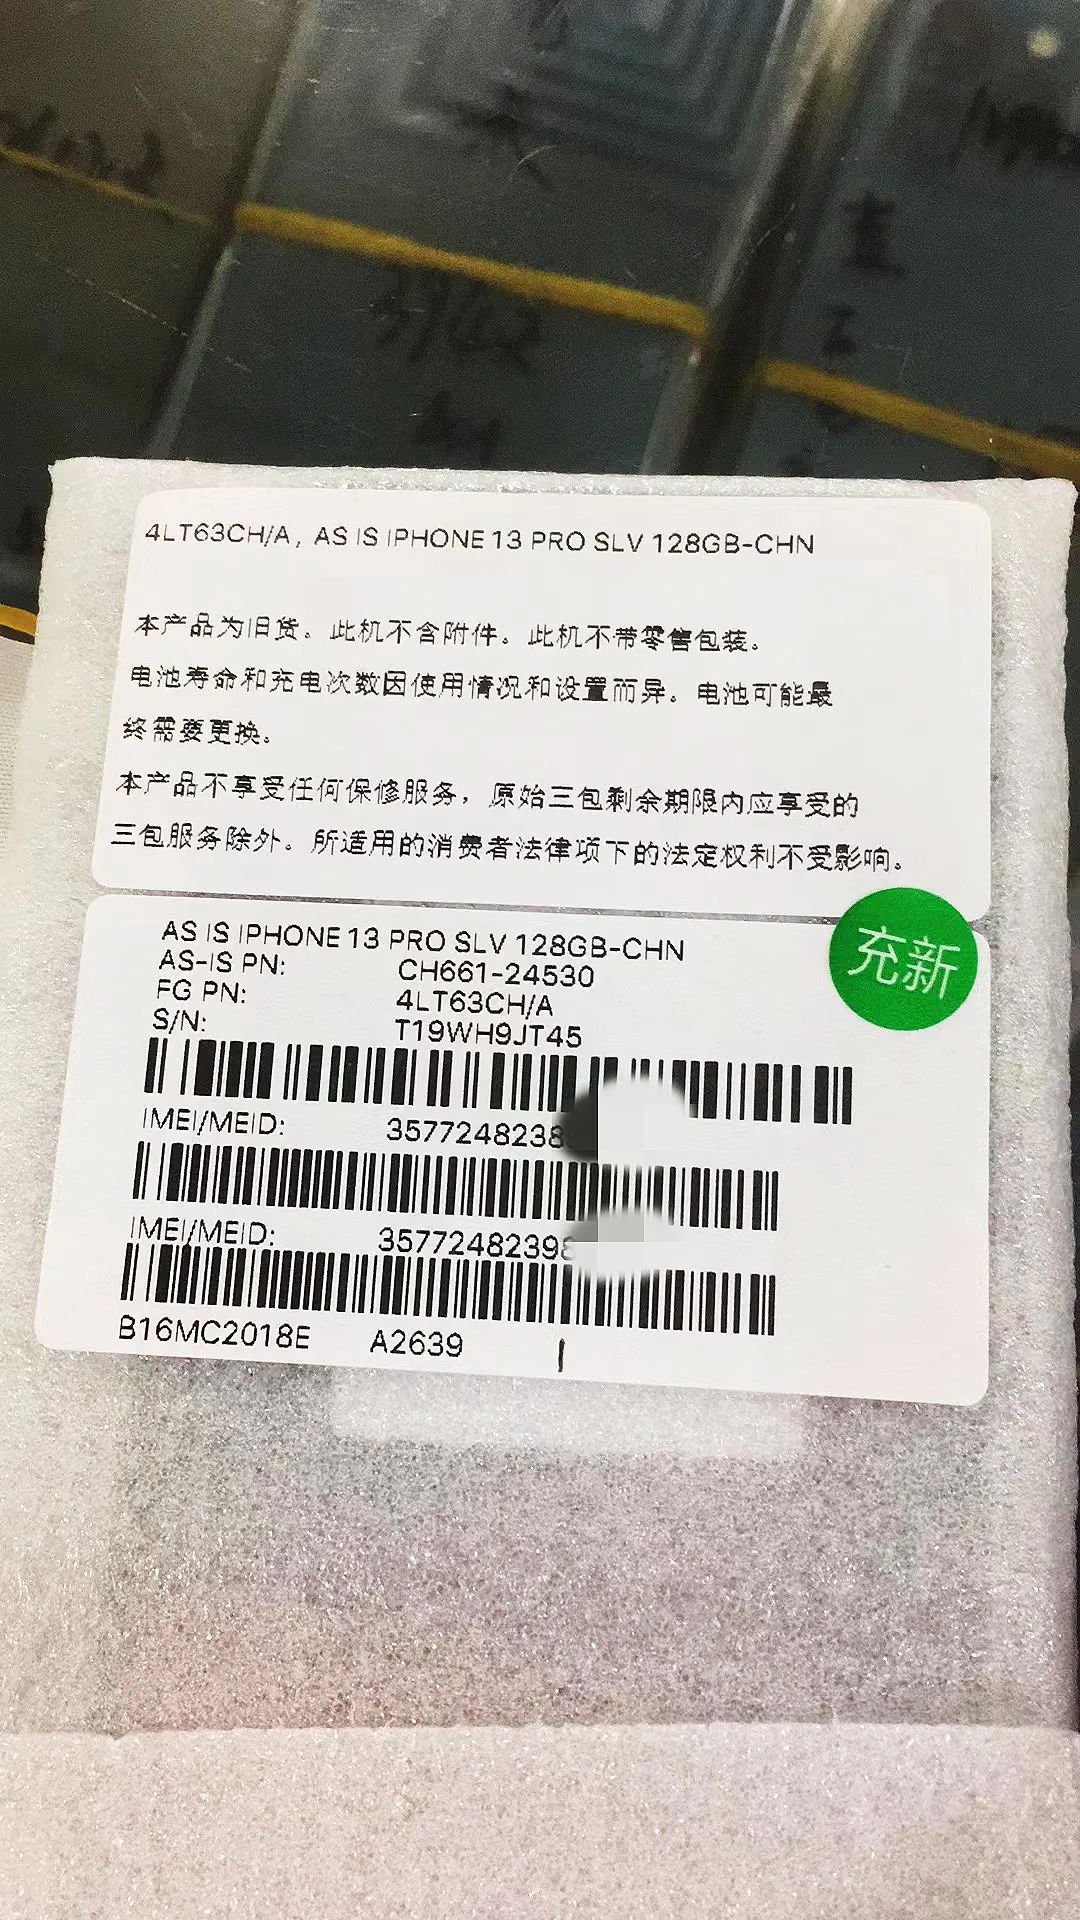 4LT63CH/A, AS IS IPHONE 13 PRO SLV 128GB-CHN
本产品为旧货。此机不含附件。此机不带零售包装。
电池寿命和充电次数因使用情况和设置而异。电池可能最
终需要更换。
本产品不享受任何保修服务，原始三包剩余期限内应享受的
三包服务除外。所适用的消费者法律项下的法定权利不受影响。
充新
AS IS IPHONE 13 PRO SLV 128GB-CHN
AS-IS PN: CH661-24530
FG PN: 4LT63CH/A
S/N: T19WH9JT45
IMEI/MEID: 3577248238
IMEI/MEID: 35772482398
B16MC2018E A2639